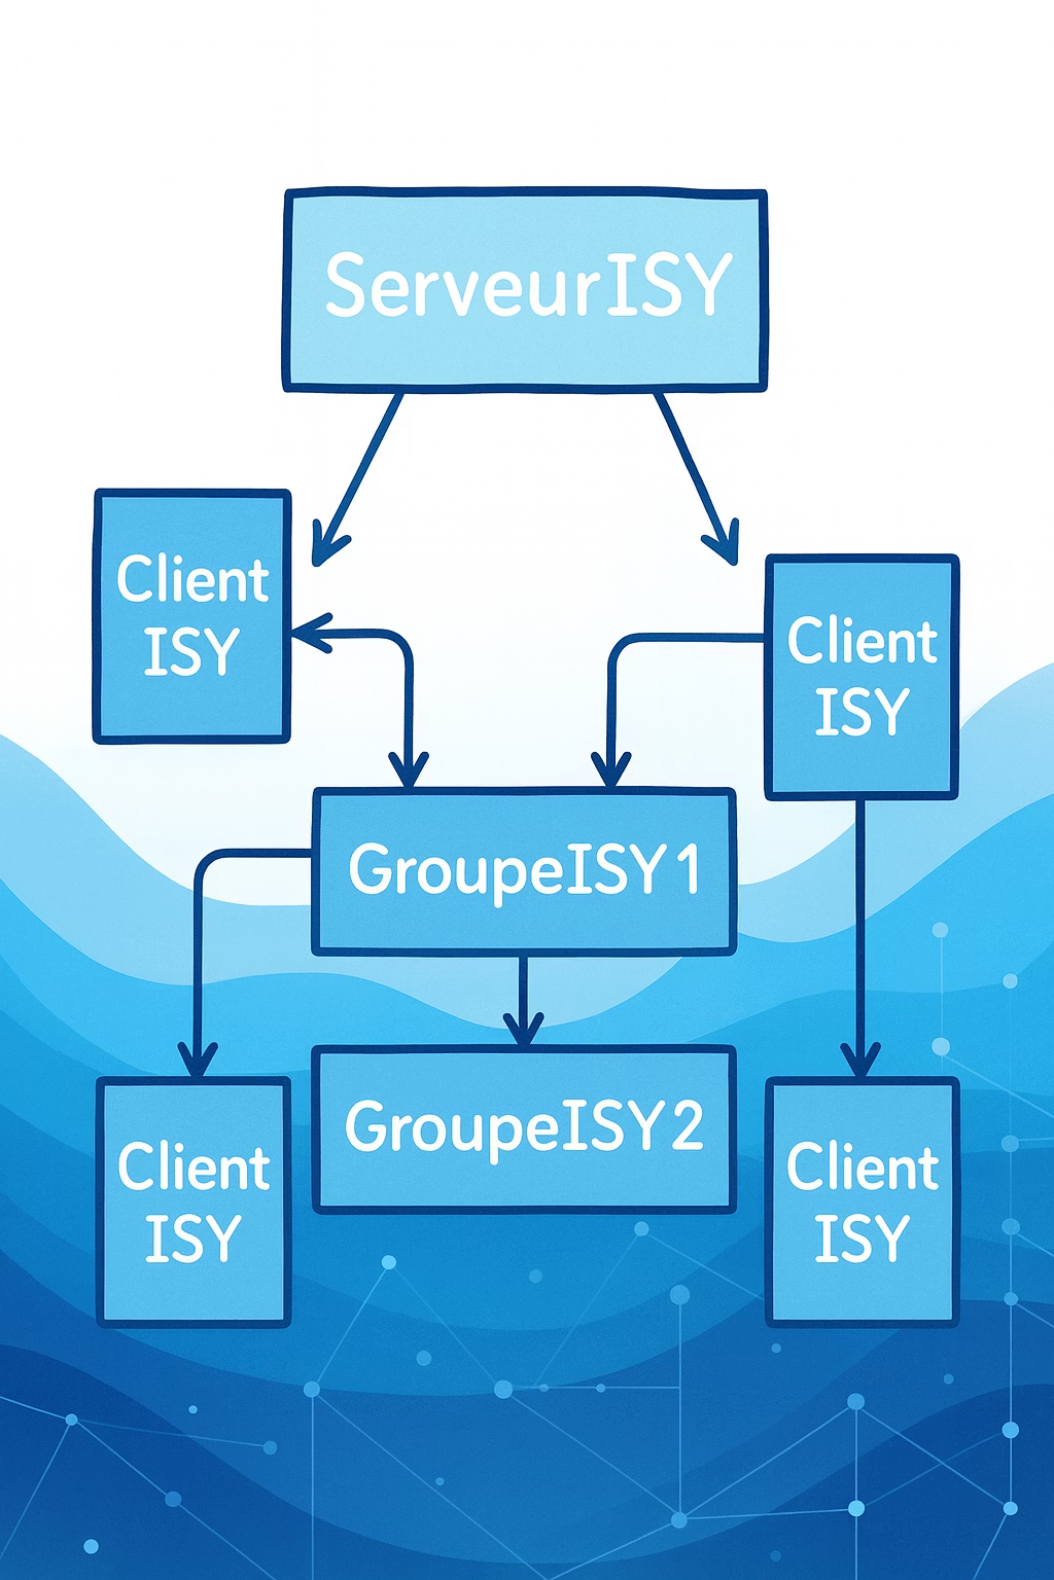 ServeurISY
Client
ISY
Client
ISY
GroupeISY1
GroupeISY2
Client
ISY
Client
ISY